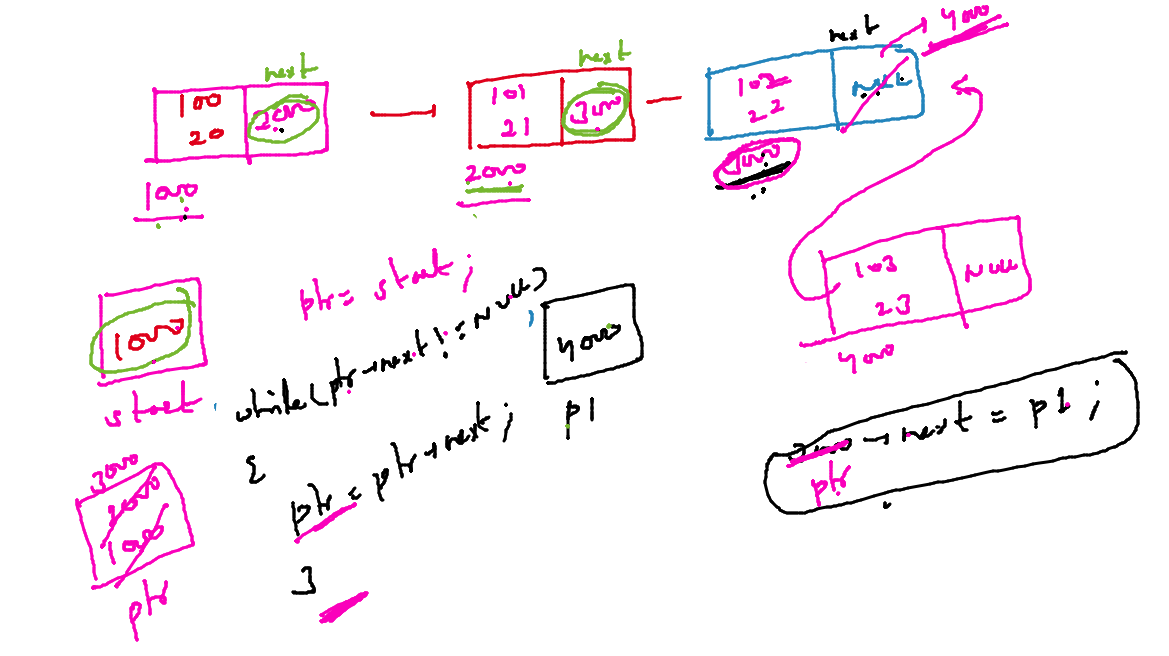 next
100
20
2000
1000
next
101
21
3000
2000
next
4000
102
22
NULL
3000
103
23
NULL
4000
1000
start
ptr = start;
while(ptr→next != NULL)
{
ptr = ptr→next;
}
4000
p1
3000
2000
1000
ptr
3000→next = p1;
ptr